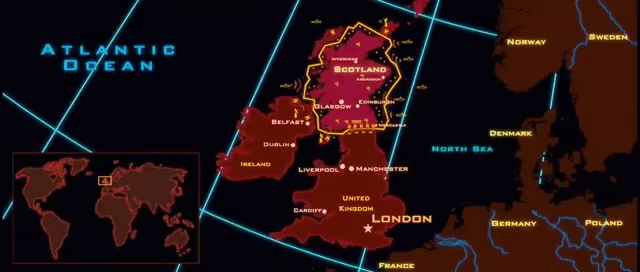 Atlantic
Ocean
Norway
Sweden
Inverness
Scotland
Aberdeen
Glasgow
Edinburgh
Belfast
Newcastle
Denmark
Dublin
North Sea
Ireland
Liverpool
Manchester
United
Kingdom
Cardiff
London
Germany
Poland
France